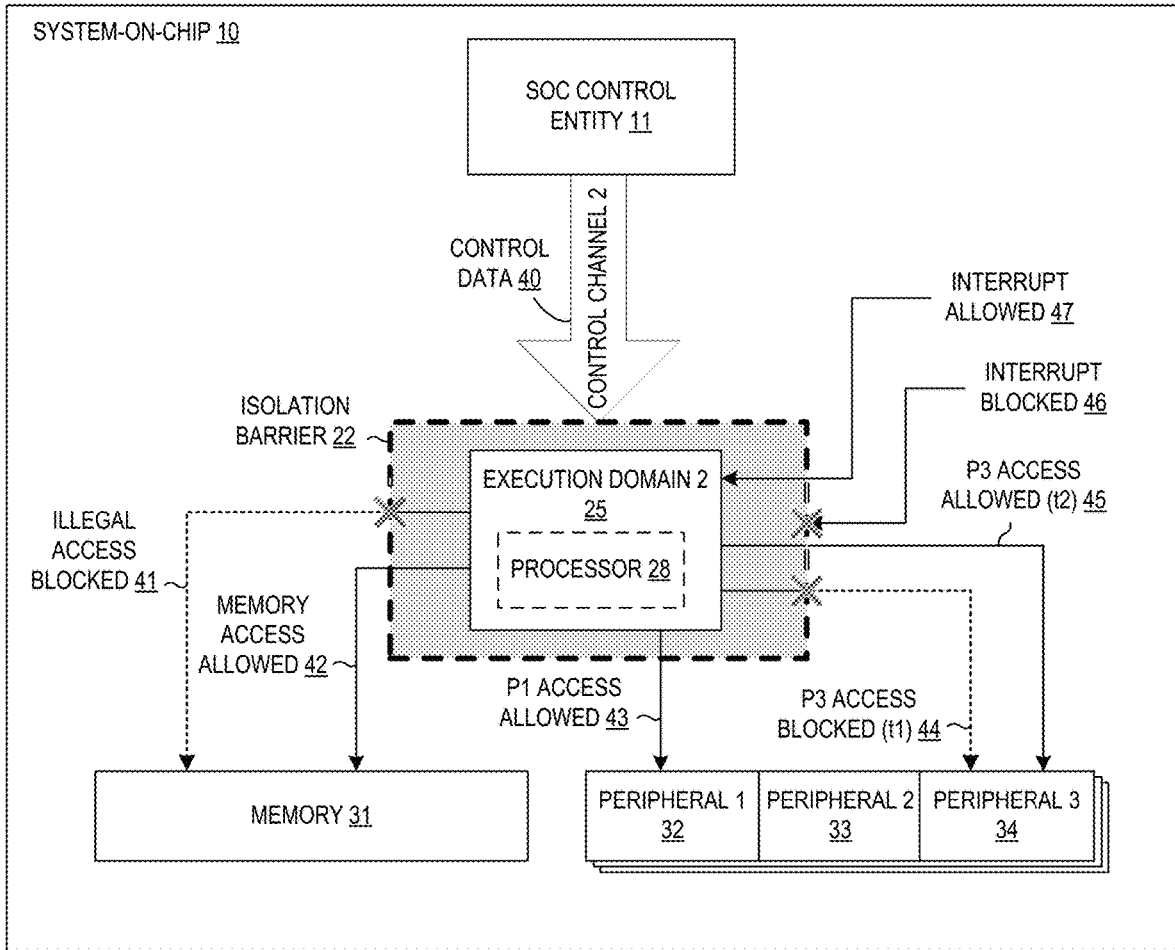 SYSTEM-ON-CHIP 10
SOC CONTROL
ENTITY 11
CONTROL CHANNEL 2
CONTROL
DATA 40
INTERRUPT
ALLOWED 47
INTERRUPT
BLOCKED 46
ISOLATION
BARRIER 22
P3 ACCESS
ALLOWED (t2) 45
EXECUTION DOMAIN 2
25
PROCESSOR 28
ILLEGAL
ACCESS
BLOCKED 41
MEMORY
ACCESS
ALLOWED 42
P1 ACCESS
ALLOWED 43
P3 ACCESS
BLOCKED (t1) 44
MEMORY 31
PERIPHERAL 1
32
PERIPHERAL 2
33
PERIPHERAL 3
34